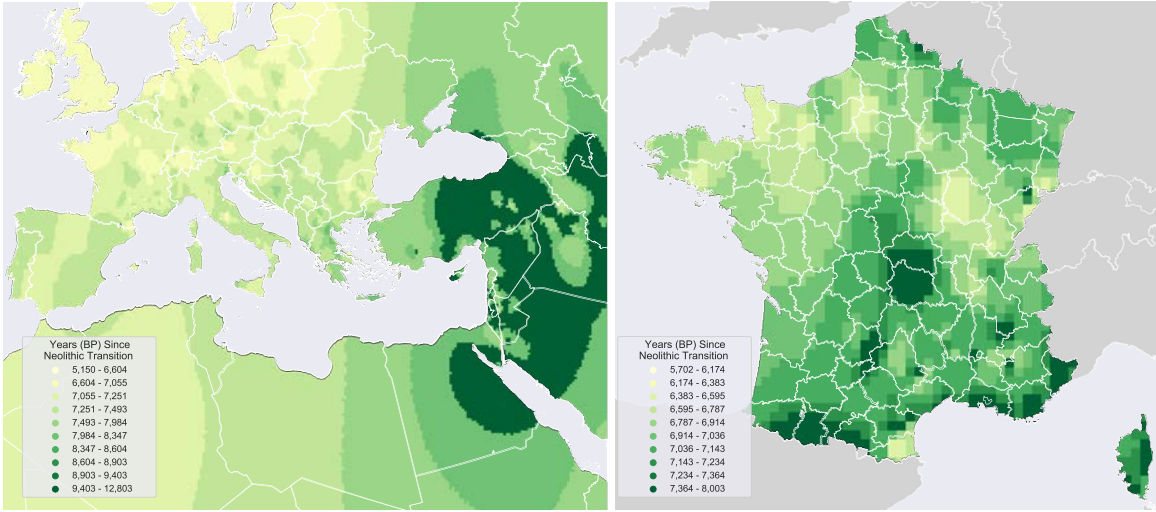 Years (BP) Since
Neolithic Transition
5,150 - 6,604
6,604 - 7,055
7,055 - 7,251
7,251 - 7,493
7,493 - 7,984
7,984 - 8,347
8,347 - 8,604
8,604 - 8,903
8,903 - 9,403
9,403 - 12,803
Years (BP) Since
Neolithic Transition
5,702 - 6,174
6,174 - 6,383
6,383 - 6,595
6,595 - 6,787
6,787 - 6,914
6,914 - 7,036
7,036 - 7,143
7,143 - 7,234
7,234 - 7,364
7,364 - 8,003